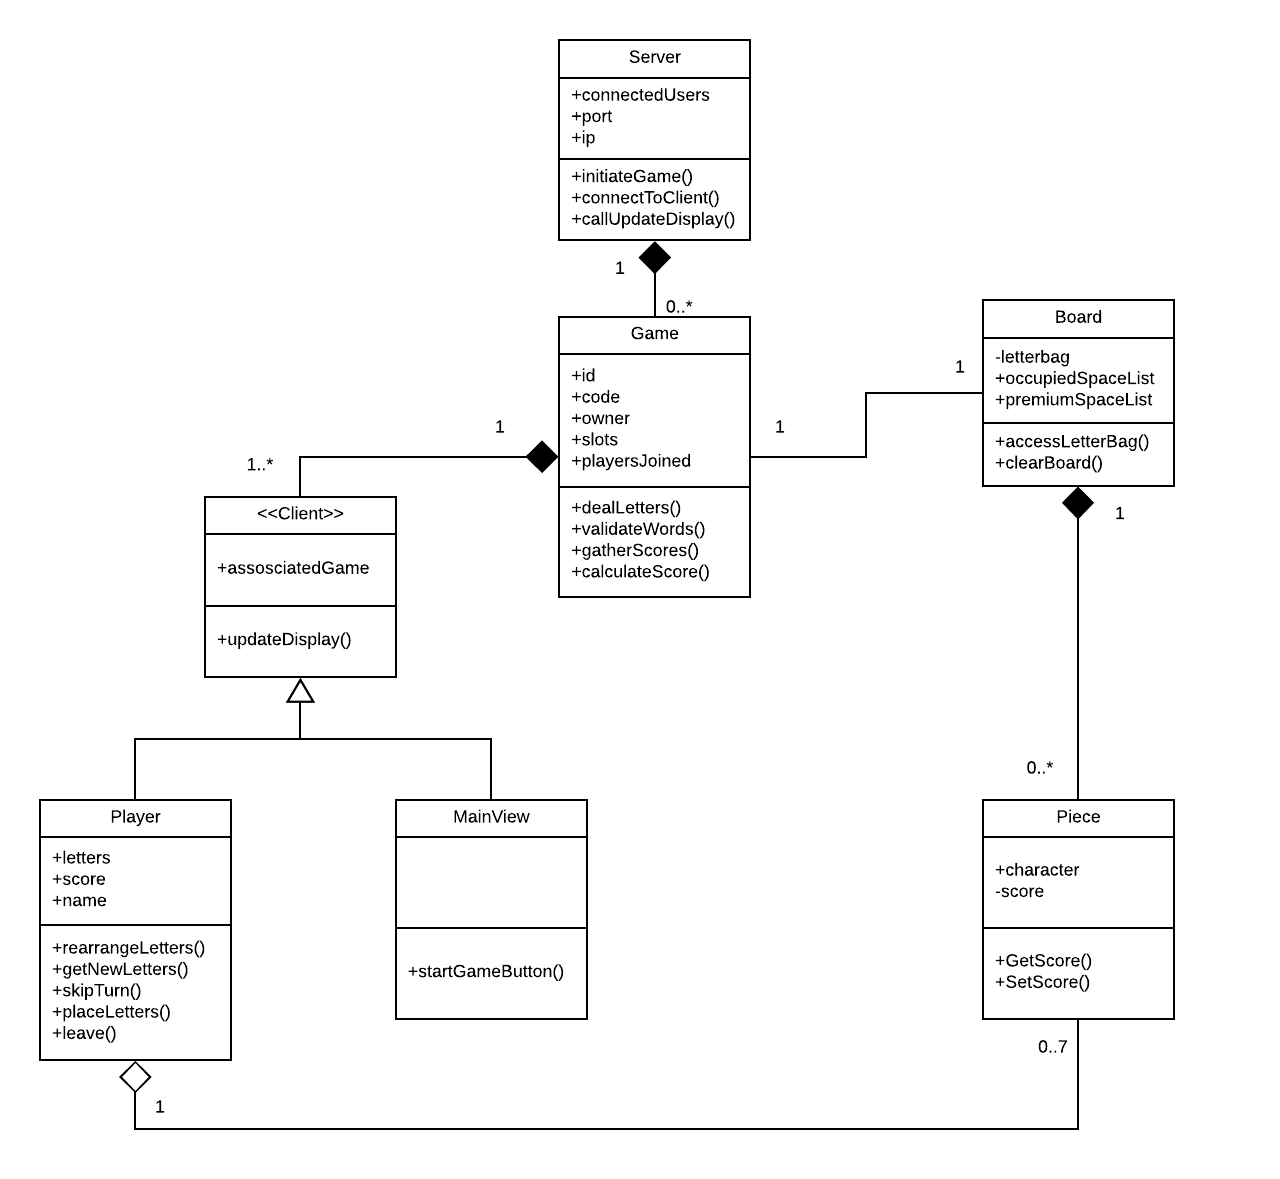 Server
+connectedUsers
+port
+ip
+initiateGame()
+connectToClient()
+callUpdateDisplay()
1
0..*
Game
+id
+code
+owner
+slots
+playersJoined
+dealLetters()
+validateWords()
+gatherScores()
+calculateScore()
1
1
Board
-letterbag
+occupiedSpaceList
+premiumSpaceList
+accessLetterBag()
+clearBoard()
1
1
1..*
<<Client>>
+assosciatedGame
+updateDisplay()
0..*
Player
+letters
+score
+name
+rearrangeLetters()
+getNewLetters()
+skipTurn()
+placeLetters()
+leave()
MainView
+startGameButton()
Piece
+character
-score
+GetScore()
+SetScore()
0..7
1